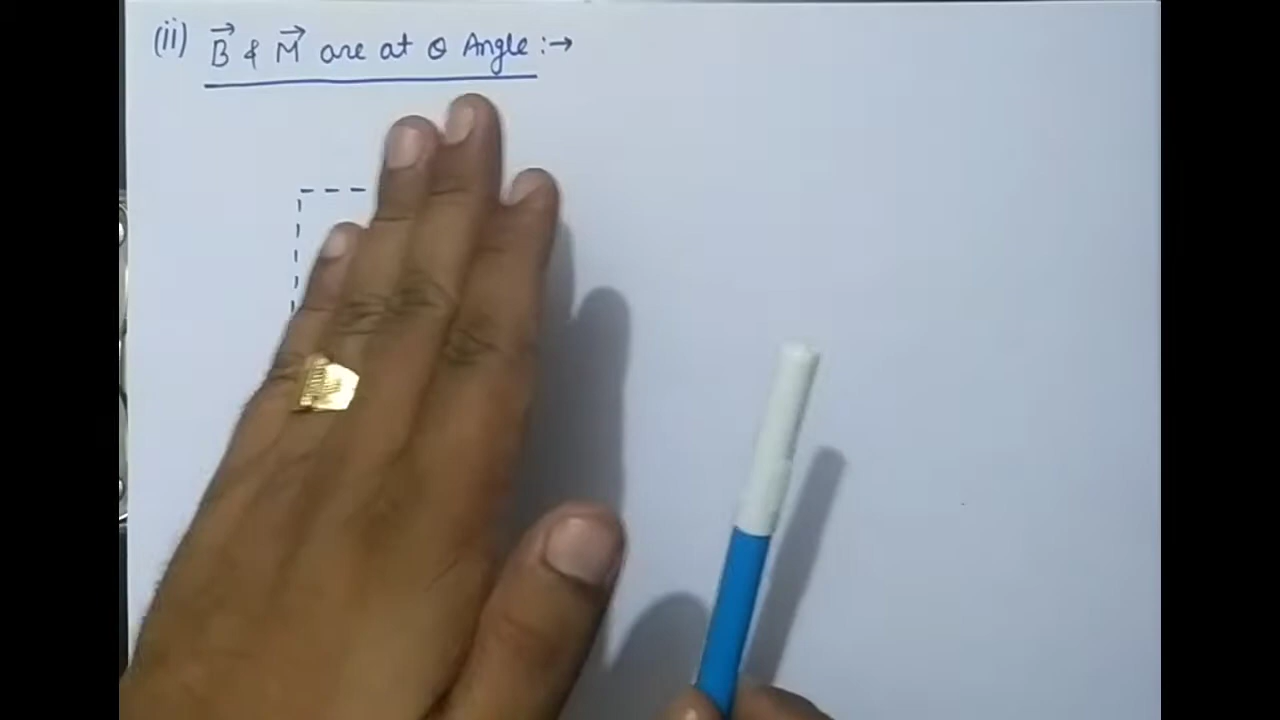 (ii) B⃗ & M⃗ are at θ Angle :→